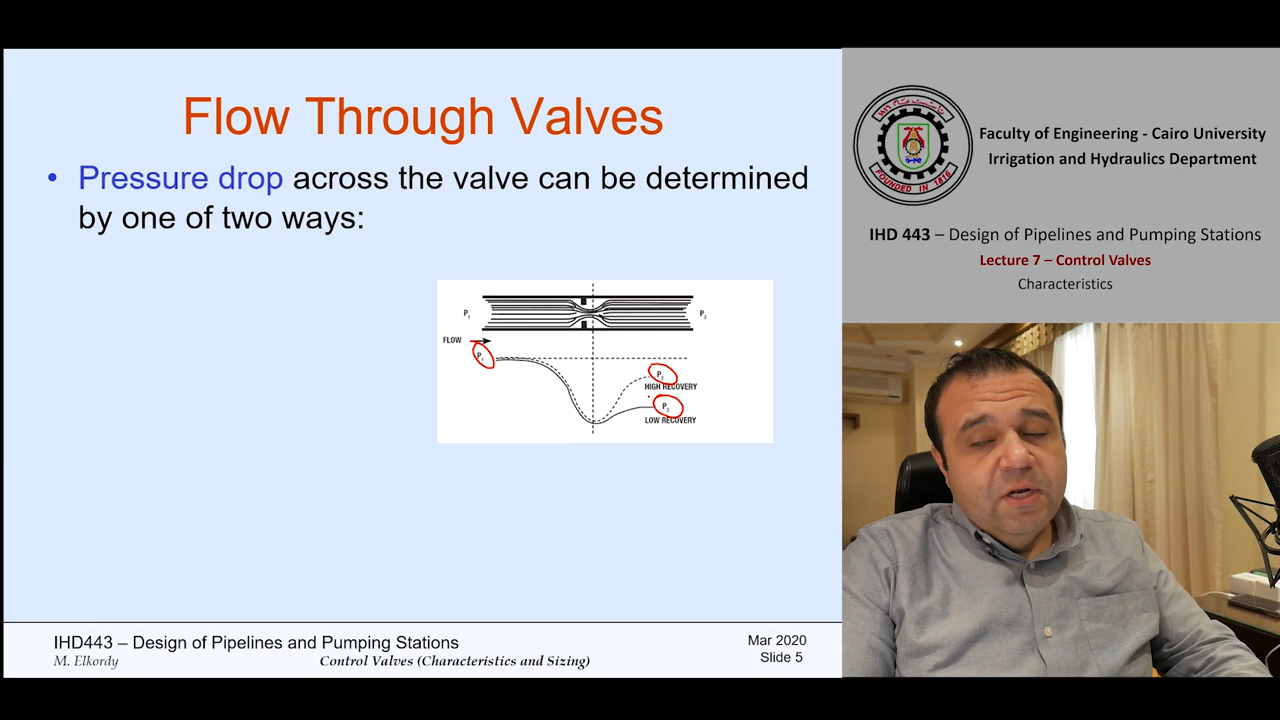 Flow Through Valves
• Pressure drop across the valve can be determined
by one of two ways:
P1
P2
FLOW
P1
P2
HIGH RECOVERY
P2
LOW RECOVERY
IHD443 – Design of Pipelines and Pumping Stations
M. Elkordy
Control Valves (Characteristics and Sizing)
Mar 2020
Slide 5
FOUNDED IN 1816
Faculty of Engineering - Cairo University
Irrigation and Hydraulics Department
IHD 443 – Design of Pipelines and Pumping Stations
Lecture 7 – Control Valves
Characteristics